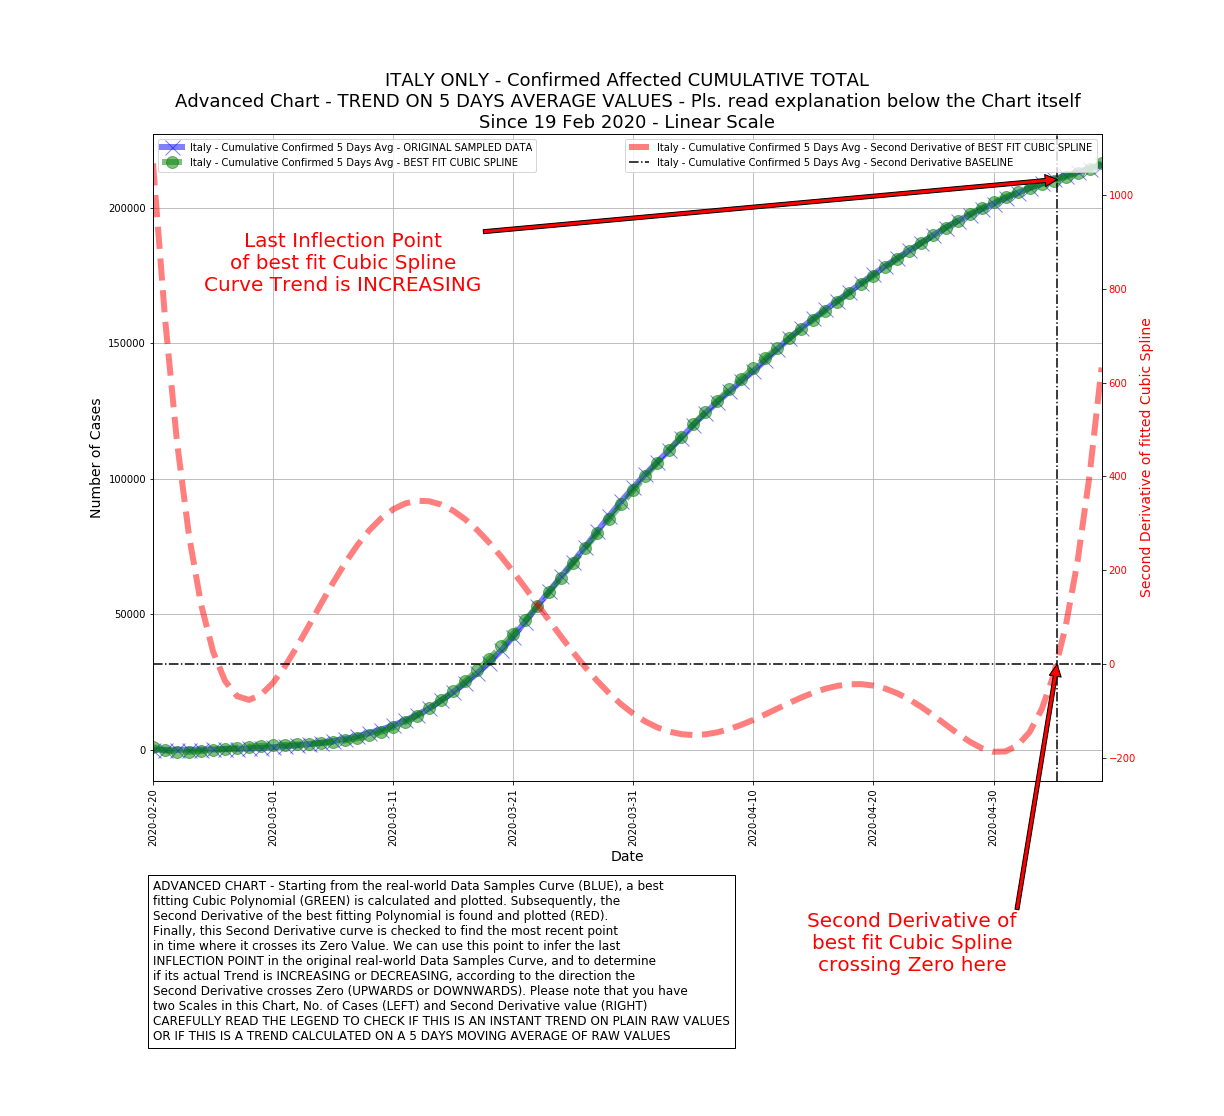 ITALY ONLY - Confirmed Affected CUMULATIVE TOTAL
Advanced Chart - TREND ON 5 DAYS AVERAGE VALUES - Pls. read explanation below the Chart itself
Since 19 Feb 2020 - Linear Scale
Italy - Cumulative Confirmed 5 Days Avg - ORIGINAL SAMPLED DATA
Italy - Cumulative Confirmed 5 Days Avg - BEST FIT CUBIC SPLINE
Italy - Cumulative Confirmed 5 Days Avg - Second Derivative of BEST FIT CUBIC SPLINE
Italy - Cumulative Confirmed 5 Days Avg - Second Derivative BASELINE
Last Inflection Point
of best fit Cubic Spline
Curve Trend is INCREASING
Number of Cases
200000
150000
100000
50000
0
1000
800
600
400
200
0
−200
Second Derivative of fitted Cubic Spline
2020-02-20
2020-03-01
2020-03-11
2020-03-21
2020-03-31
2020-04-10
2020-04-20
2020-04-30
Date
Second Derivative of
best fit Cubic Spline
crossing Zero here
ADVANCED CHART - Starting from the real-world Data Samples Curve (BLUE), a best
fitting Cubic Polynomial (GREEN) is calculated and plotted. Subsequently, the
Second Derivative of the best fitting Polynomial is found and plotted (RED).
Finally, this Second Derivative curve is checked to find the most recent point
in time where it crosses its Zero Value. We can use this point to infer the last
INFLECTION POINT in the original real-world Data Samples Curve, and to determine
if its actual Trend is INCREASING or DECREASING, according to the direction the
Second Derivative crosses Zero (UPWARDS or DOWNWARDS). Please note that you have
two Scales in this Chart, No. of Cases (LEFT) and Second Derivative value (RIGHT)
CAREFULLY READ THE LEGEND TO CHECK IF THIS IS AN INSTANT TREND ON PLAIN RAW VALUES
OR IF THIS IS A TREND CALCULATED ON A 5 DAYS MOVING AVERAGE OF RAW VALUES